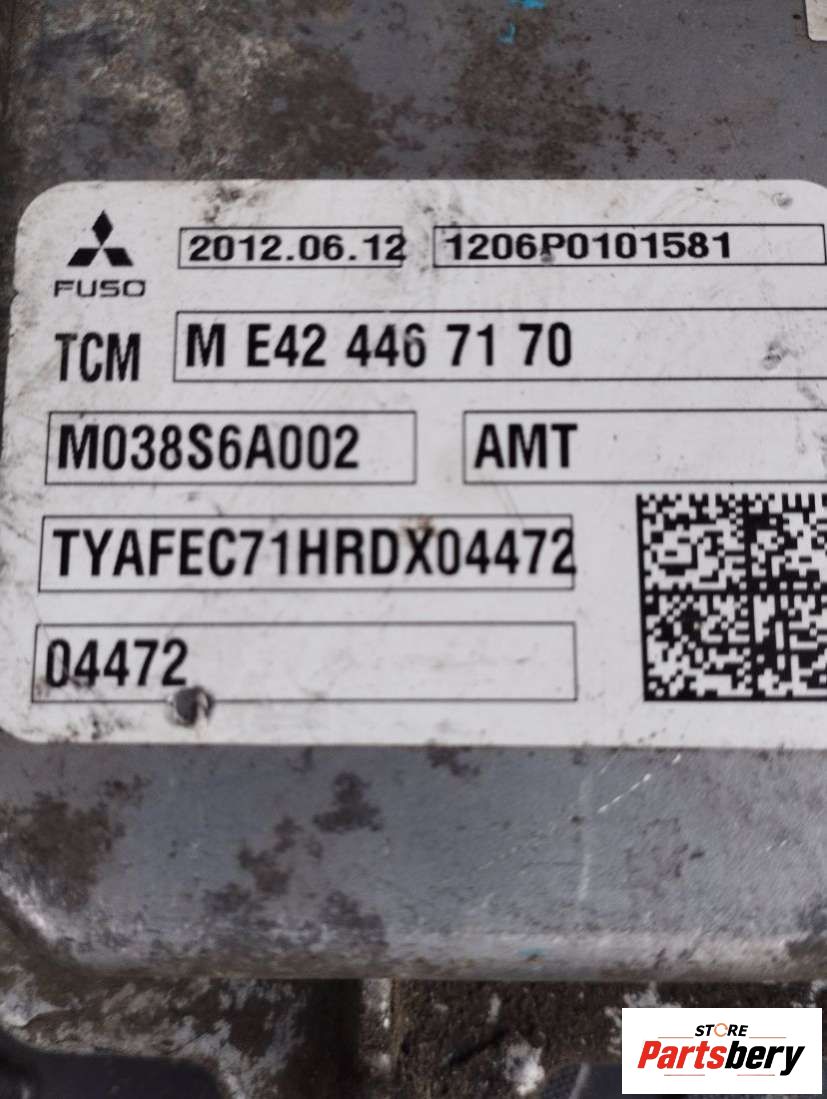 2012.06.12 1206P0101581
FUSO
TCM M E42 446 71 70
M038S6A002 AMT
TYAFEC71HRDX04472
04472
STORE
Partsbery